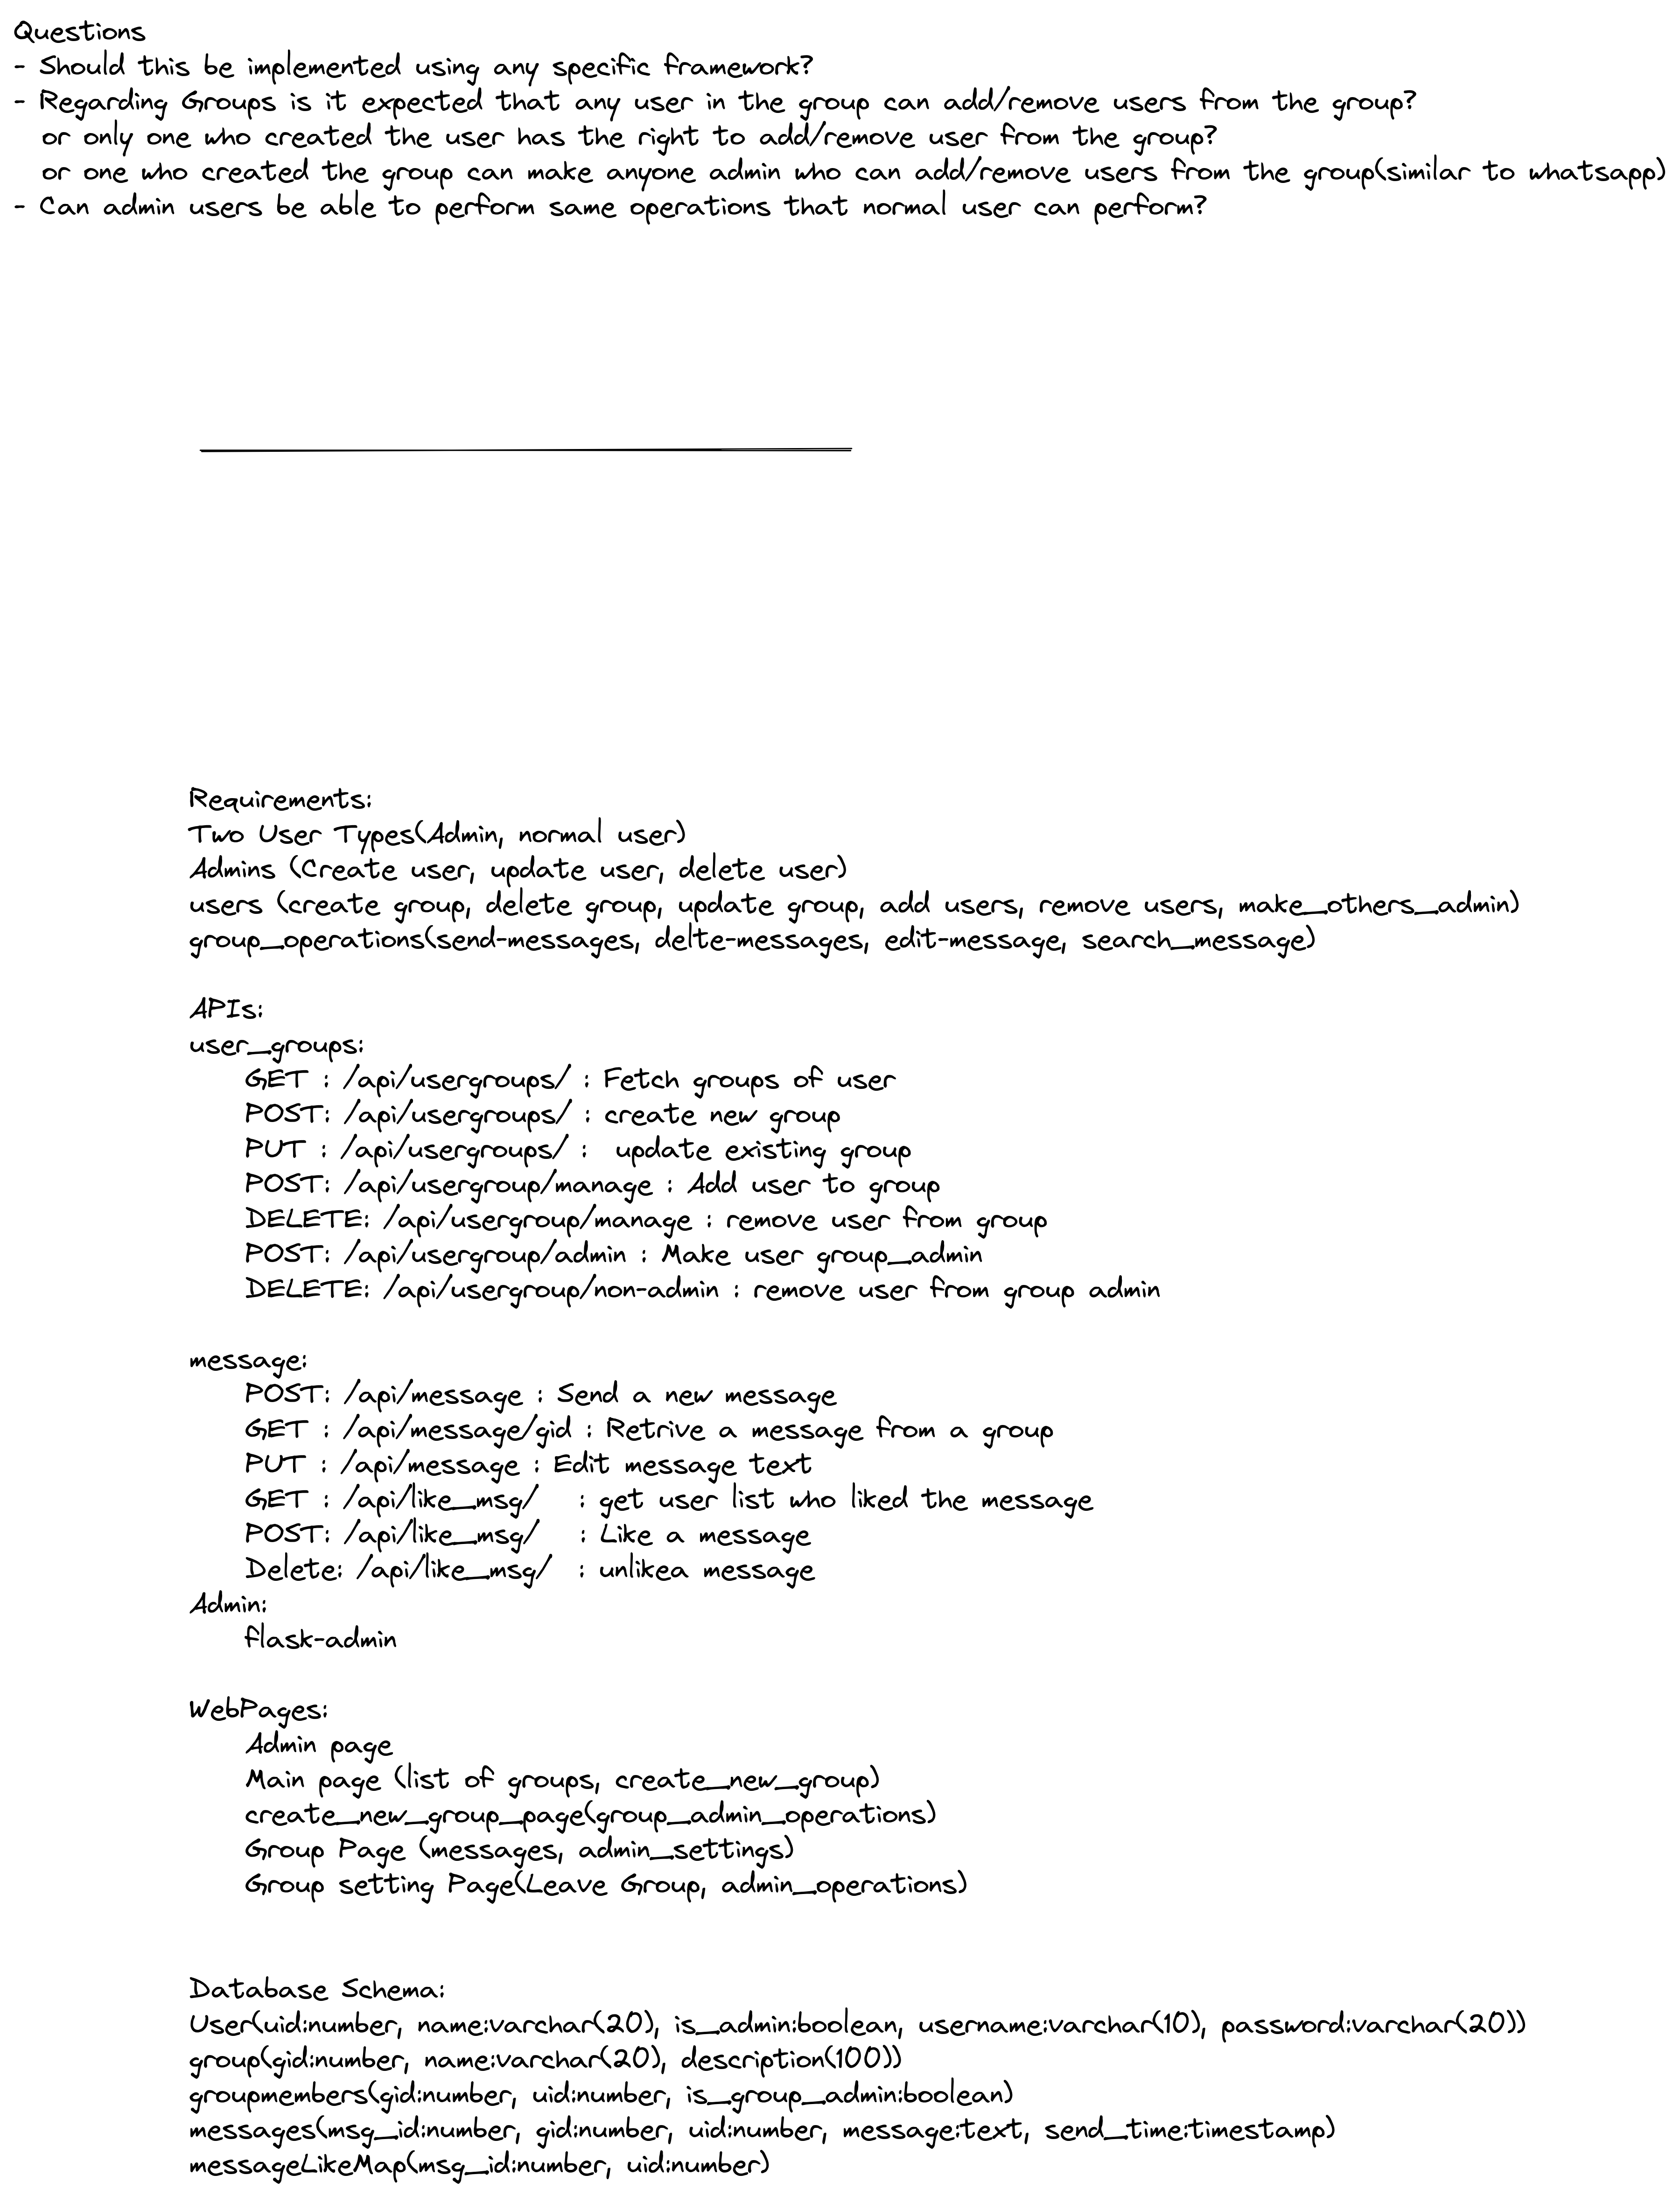 Questions
- Should this be implemented using any specific framework?
- Regarding Groups is it expected that any user in the group can add/remove users from the group?
or only one who created the user has the right to add/remove user from the group?
or one who created the group can make anyone admin who can add/remove users from the group(similar to whatsapp)
- Can admin users be able to perform same operations that normal user can perform?
Requirements:
Two User Types(Admin, normal user)
Admins (Create user, update user, delete user)
users (create group, delete group, update group, add users, remove users, make_others_admin)
group_operations(send-messages, delte-messages, edit-message, search_message)
APIs:
user_groups:
GET : /api/usergroups/ : Fetch groups of user
POST: /api/usergroups/ : create new group
PUT : /api/usergroups/ : update existing group
POST: /api/usergroup/manage : Add user to group
DELETE: /api/usergroup/manage : remove user from group
POST: /api/usergroup/admin : Make user group_admin
DELETE: /api/usergroup/non-admin : remove user from group admin
message:
POST: /api/message : Send a new message
GET : /api/message/gid : Retrive a message from a group
PUT : /api/message : Edit message text
GET : /api/like_msg/ : get user list who liked the message
POST: /api/like_msg/ : Like a message
Delete: /api/like_msg/ : unlikea message
Admin:
flask-admin
WebPages:
Admin page
Main page (list of groups, create_new_group)
create_new_group_page(group_admin_operations)
Group Page (messages, admin_settings)
Group setting Page(Leave Group, admin_operations)
Database Schema:
User(uid:number, name:varchar(20), is_admin:boolean, username:varchar(10), password:varchar(20))
group(gid:number, name:varchar(20), description(100))
groupmembers(gid:number, uid:number, is_group_admin:boolean)
messages(msg_id:number, gid:number, uid:number, message:text, send_time:timestamp)
messageLikeMap(msg_id:number, uid:number)